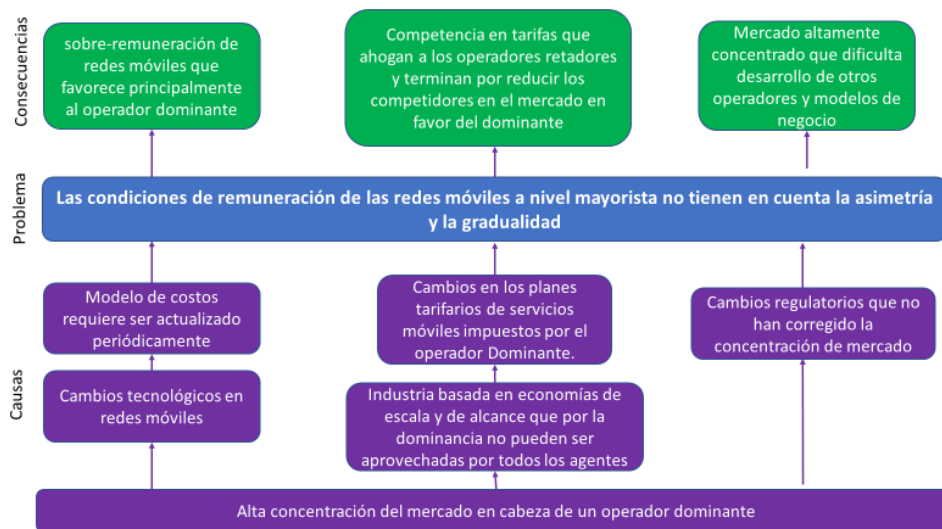 Consecuencias
sobre-remuneración de
redes móviles que
favorece principalmente
al operador dominante
Competencia en tarifas que
ahogan a los operadores retadores
y terminan por reducir los
competidores en el mercado en
favor del dominante
Mercado altamente
concentrado que dificulta
desarrollo de otros
operadores y modelos de
negocio
Problema
Las condiciones de remuneración de las redes móviles a nivel mayorista no tienen en cuenta la asimetría
y la gradualidad
Causas
Modelo de costos
requiere ser actualizado
periódicamente
Cambios en los planes
tarifarios de servicios
móviles impuestos por el
operador Dominante.
Cambios regulatorios que no
han corregido la
concentración de mercado
Cambios tecnológicos en
redes móviles
Industria basada en economías de
escala y de alcance que por la
dominancia no pueden ser
aprovechadas por todos los agentes
Alta concentración del mercado en cabeza de un operador dominante